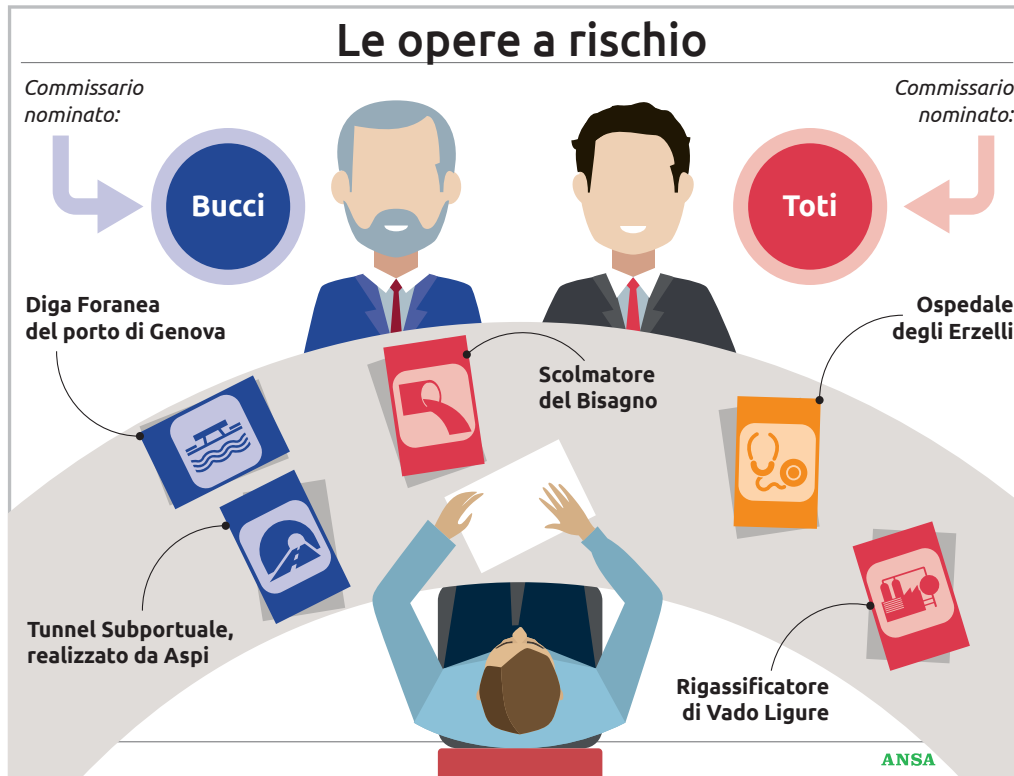 Le opere a rischio
Commissario
nominato:
Bucci
Commissario
nominato:
Toti
Diga Foranea
del porto di Genova
Scolmatore
del Bisagno
Ospedale
degli Erzelli
Tunnel Subportuale,
realizzato da Aspi
Rigassificatore
di Vado Ligure
ANSA